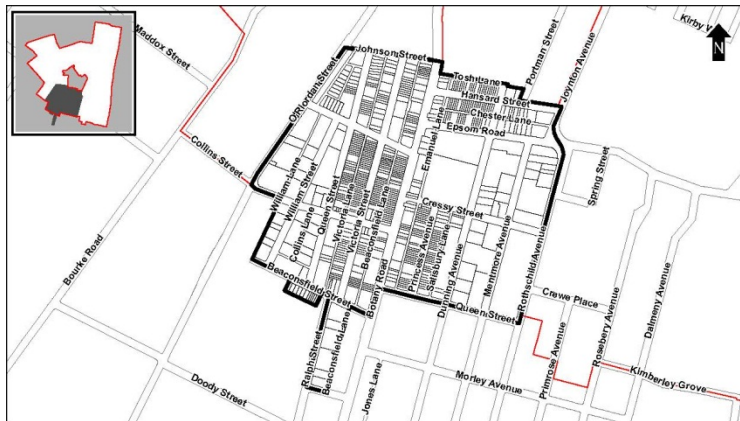 Kirby
N
Maddox Street
Johnson Street
Portman Street
Joynton Avenue
O'Riordan Street
Tosh Lane
Hansard Street
Chester Lane
Epsom Road
Emanuel Lane
Collins Street
William Lane
William Street
Queen Street
Victoria Lane
Victoria Street
Beaconsfield Lane
Collins Lane
Spring Street
Cressy Street
Princess Avenue
Salisbury Lane
Dunning Avenue
Mentmore Avenue
Rothschild Avenue
Bourke Road
Beaconsfield Street
Botany Road
Queen Street
Crewe Place
Rosebery Avenue
Dalmeny Avenue
Ralph Street
Beaconsfield Lane
Doody Street
Jones Lane
Morley Avenue
Primrose Avenue
Kimberley Grove